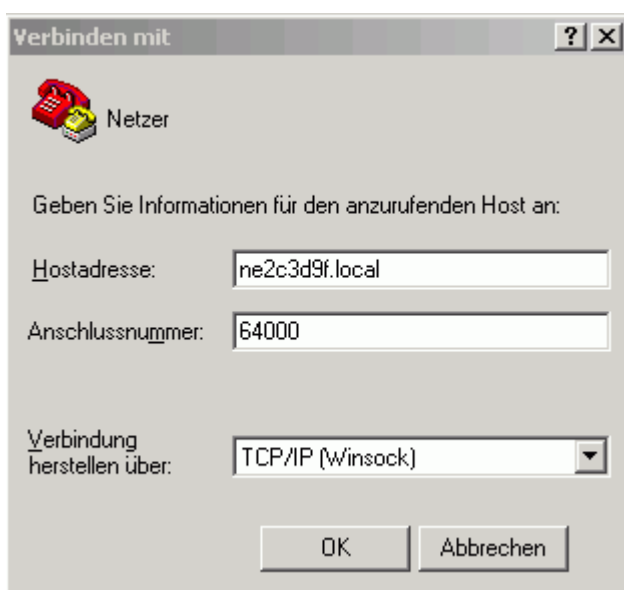 Verbinden mit
Netzer
Geben Sie Informationen für den anzurufenden Host an:
Hostadresse: ne2c3d9f.local
Anschlussnummer: 64000
Verbindung
herstellen über: TCP/IP (Winsock)
OK Abbrechen